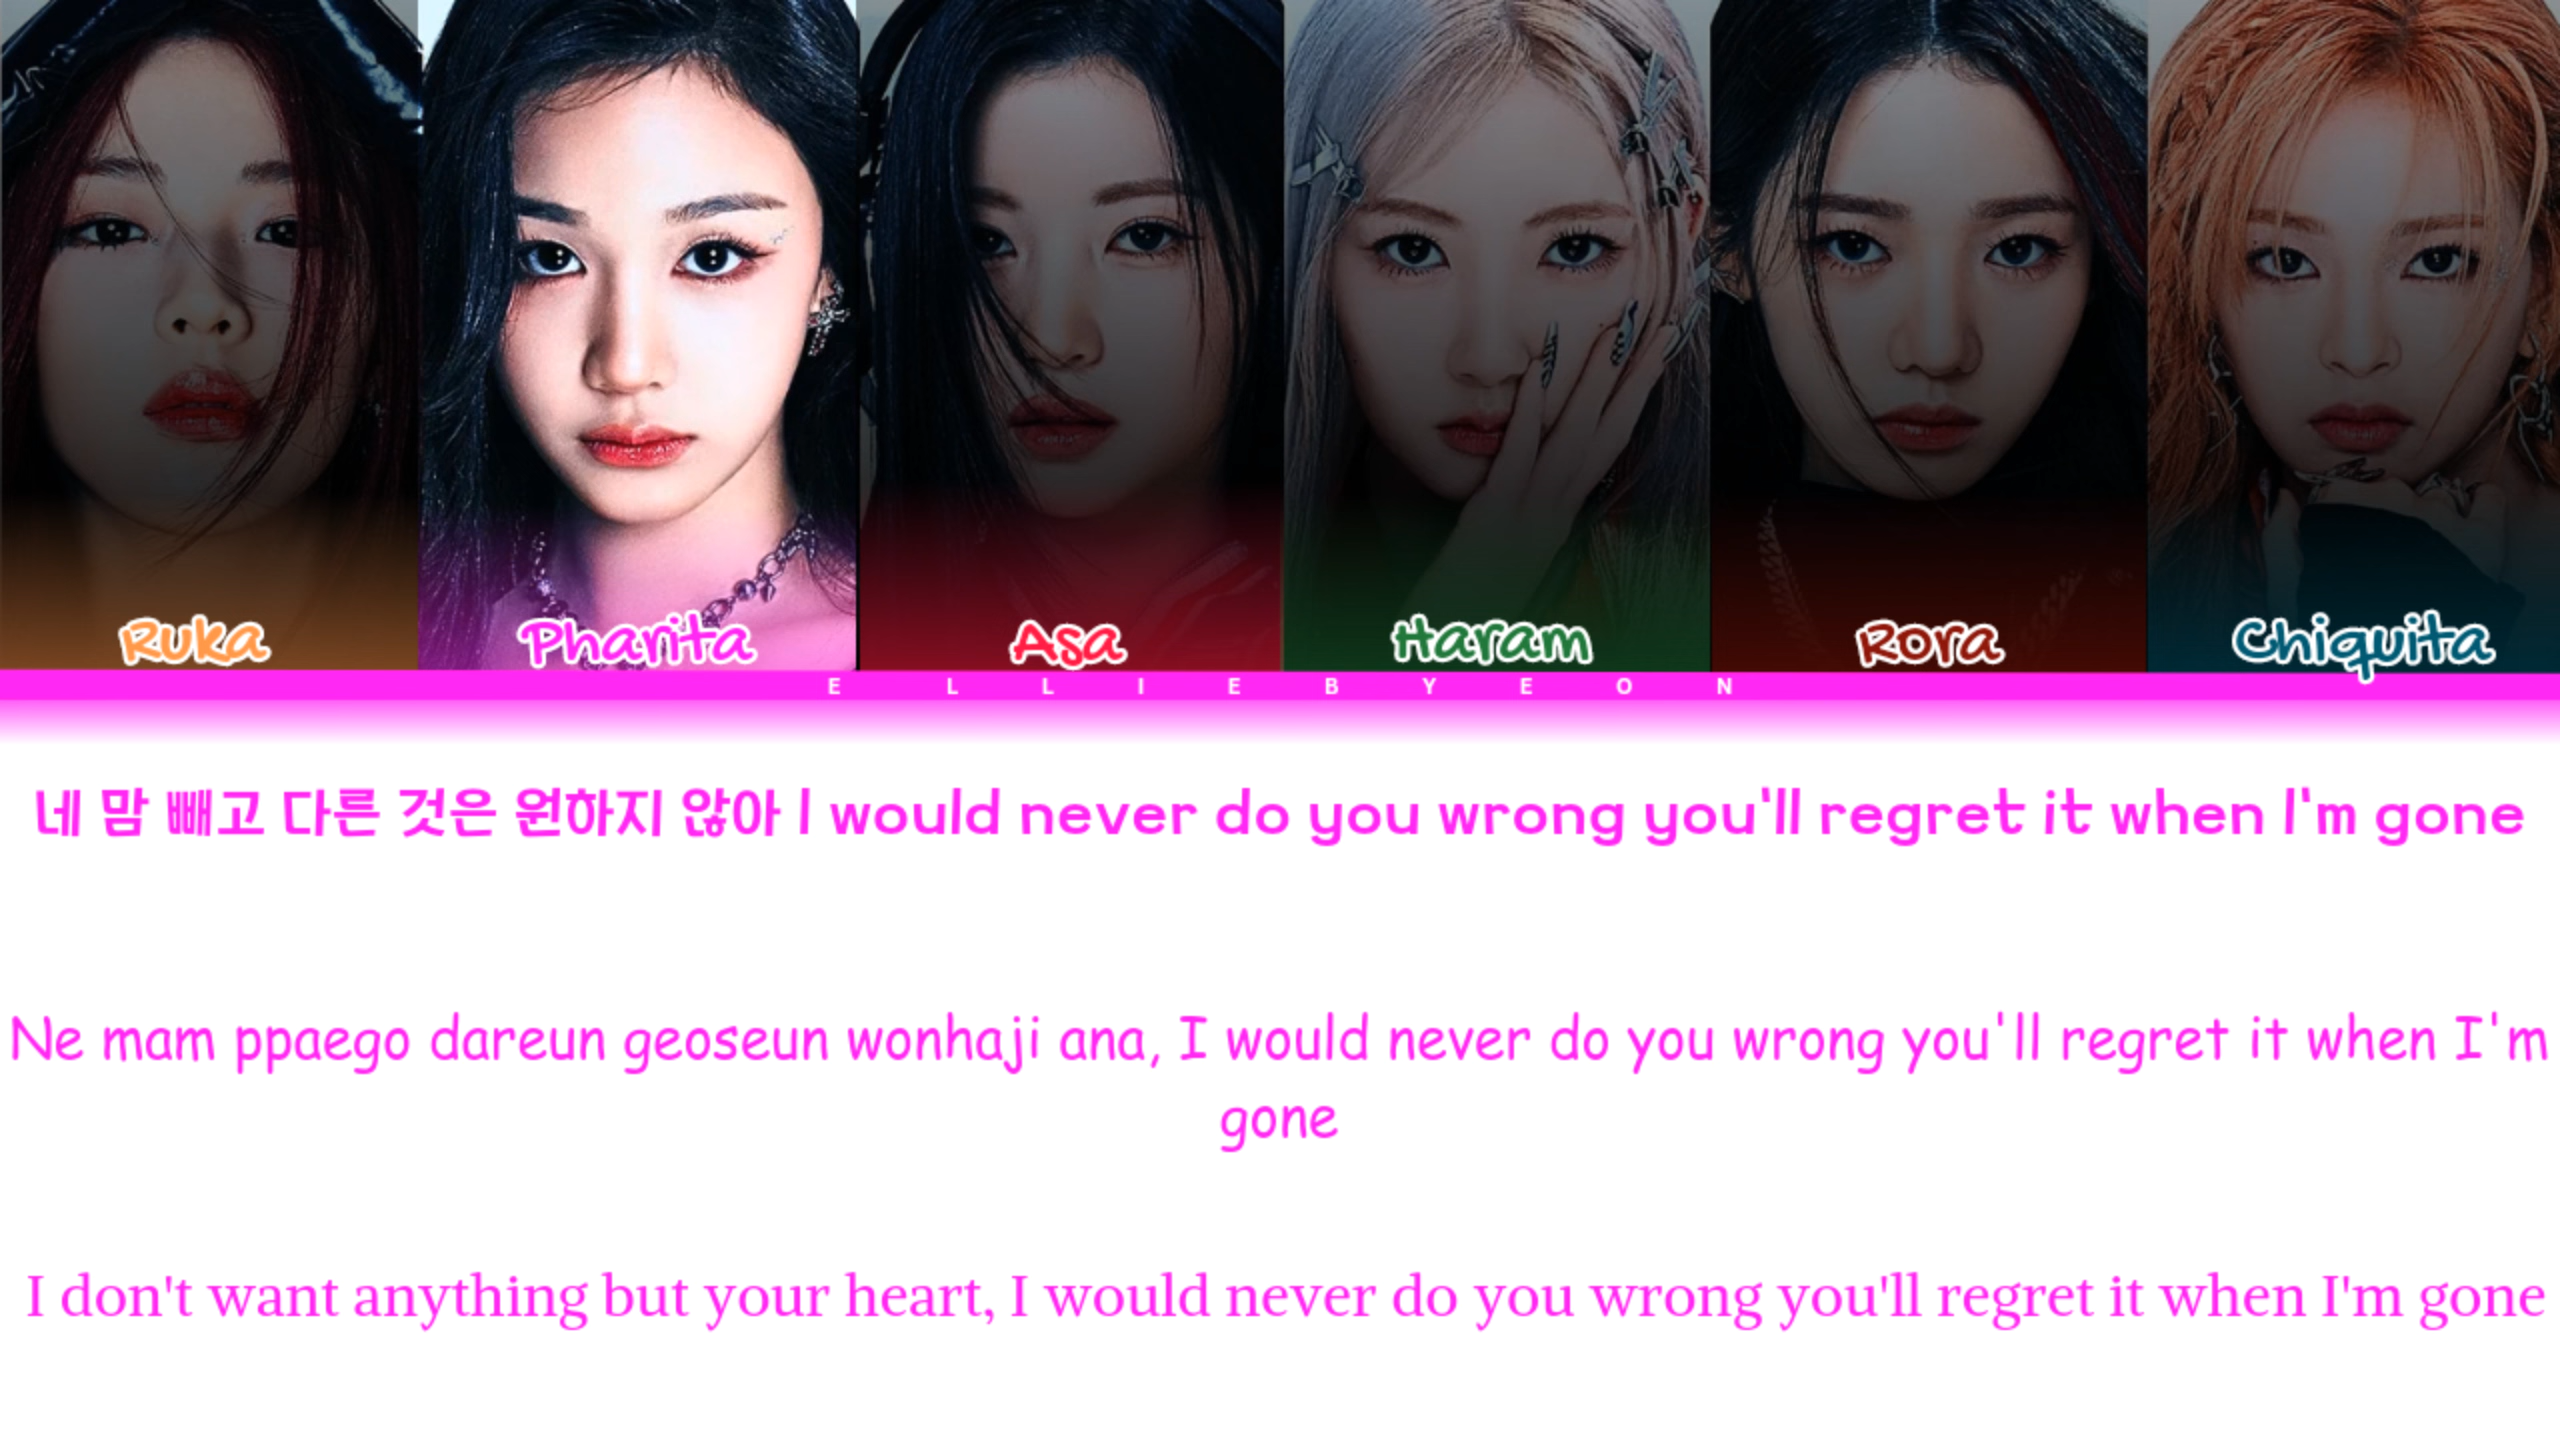 Ruka
Pharita
Asa
Haram
Rora
Chiquita
ELLIEBYEON
네 맘 빼고 다른 것은 원하지 않아 I would never do you wrong you'll regret it when I'm gone
Ne mam ppaego dareun geoseun wonhaji ana, I would never do you wrong you'll regret it when I'm
gone
I don't want anything but your heart, I would never do you wrong you'll regret it when I'm gone